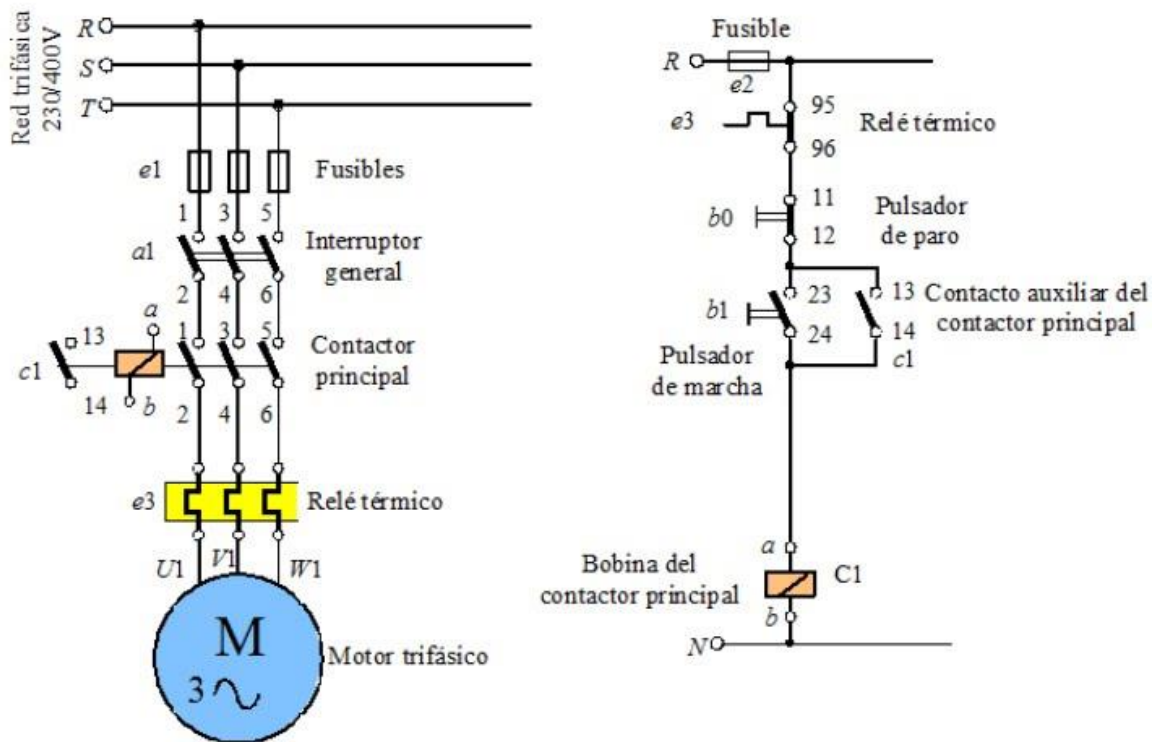 Red trifásica
230/400V
R
S
T
e1
Fusibles
1 3 5
a1
Interruptor
general
2 4 6
13
a
1 3 5
c1
Contactor
principal
14
b
2 4 6
e3
Relé térmico
U1
V1
W1
M
3
Motor trifásico
Fusible
R
e2
95
e3
Relé térmico
96
11
b0
Pulsador
de paro
12
23
13
b1
Contacto auxiliar del
contactor principal
24
14
c1
Pulsador
de marcha
a
Bobina del
contactor principal
C1
b
N